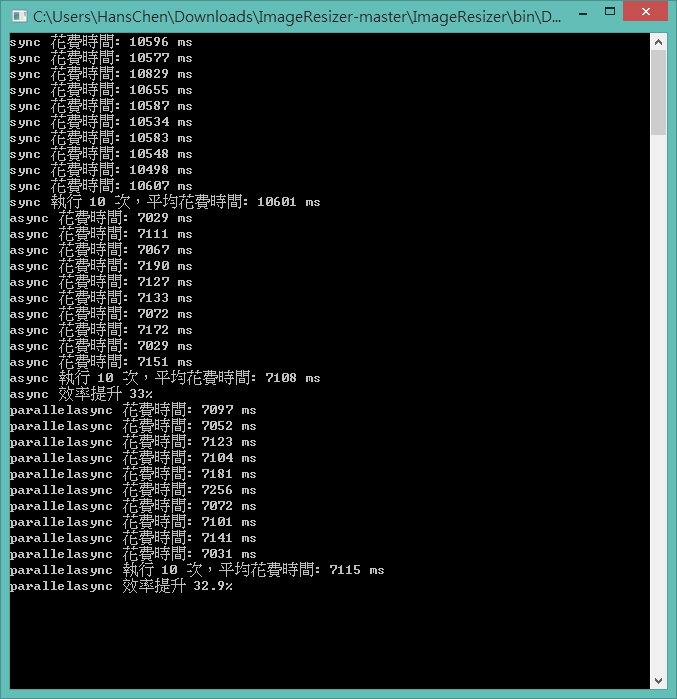 C:\Users\HansChen\Downloads\ImageResizer-master\ImageResizer\bin\D...
sync 花費時間: 10596 ms
sync 花費時間: 10577 ms
sync 花費時間: 10829 ms
sync 花費時間: 10655 ms
sync 花費時間: 10587 ms
sync 花費時間: 10534 ms
sync 花費時間: 10583 ms
sync 花費時間: 10548 ms
sync 花費時間: 10498 ms
sync 花費時間: 10607 ms
sync 執行 10 次，平均花費時間: 10601 ms
async 花費時間: 7029 ms
async 花費時間: 7111 ms
async 花費時間: 7067 ms
async 花費時間: 7190 ms
async 花費時間: 7127 ms
async 花費時間: 7133 ms
async 花費時間: 7072 ms
async 花費時間: 7172 ms
async 花費時間: 7029 ms
async 花費時間: 7151 ms
async 執行 10 次，平均花費時間: 7108 ms
async 效率提升 33%
parallelasync 花費時間: 7097 ms
parallelasync 花費時間: 7052 ms
parallelasync 花費時間: 7123 ms
parallelasync 花費時間: 7104 ms
parallelasync 花費時間: 7181 ms
parallelasync 花費時間: 7256 ms
parallelasync 花費時間: 7072 ms
parallelasync 花費時間: 7101 ms
parallelasync 花費時間: 7141 ms
parallelasync 花費時間: 7031 ms
parallelasync 執行 10 次，平均花費時間: 7115 ms
parallelasync 效率提升 32.9%